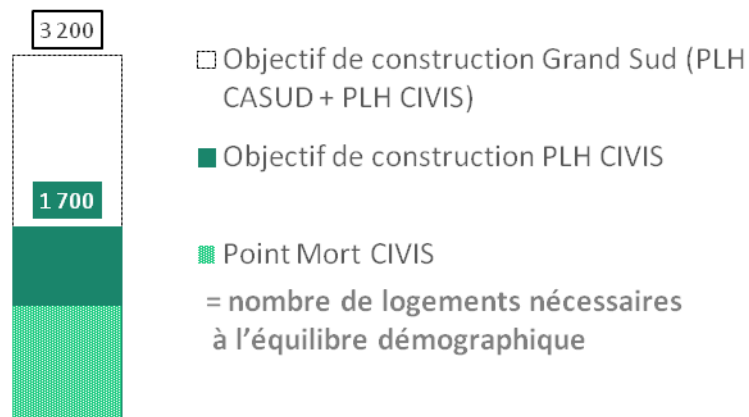 3 200
Objectif de construction Grand Sud (PLH
CASUD + PLH CIVIS)
Objectif de construction PLH CIVIS
1 700
Point Mort CIVIS
= nombre de logements nécessaires
à l'équilibre démographique